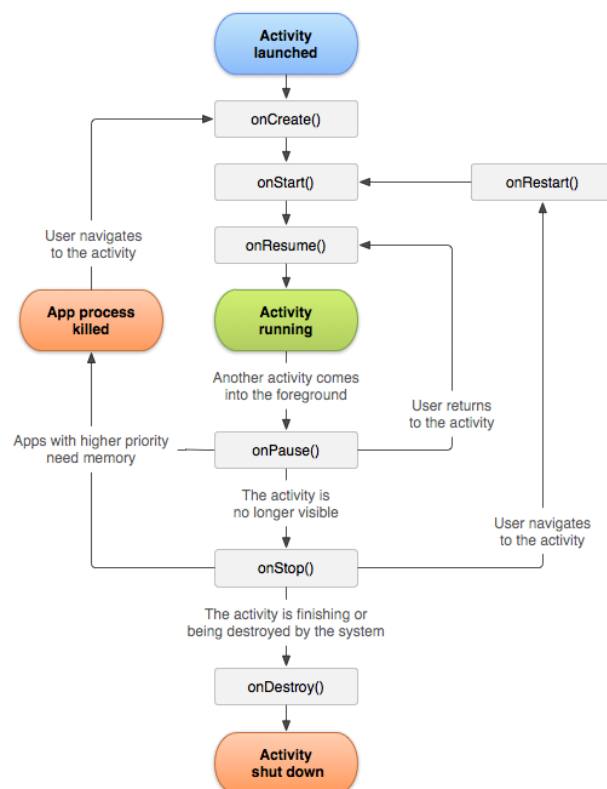 Activity
launched
onCreate()
onStart()
onRestart()
User navigates
to the activity
onResume()
App process
killed
Activity
running
Another activity comes
into the foreground
User returns
to the activity
Apps with higher priority
need memory
onPause()
The activity is
no longer visible
User navigates
to the activity
onStop()
The activity is finishing or
being destroyed by the system
onDestroy()
Activity
shut down